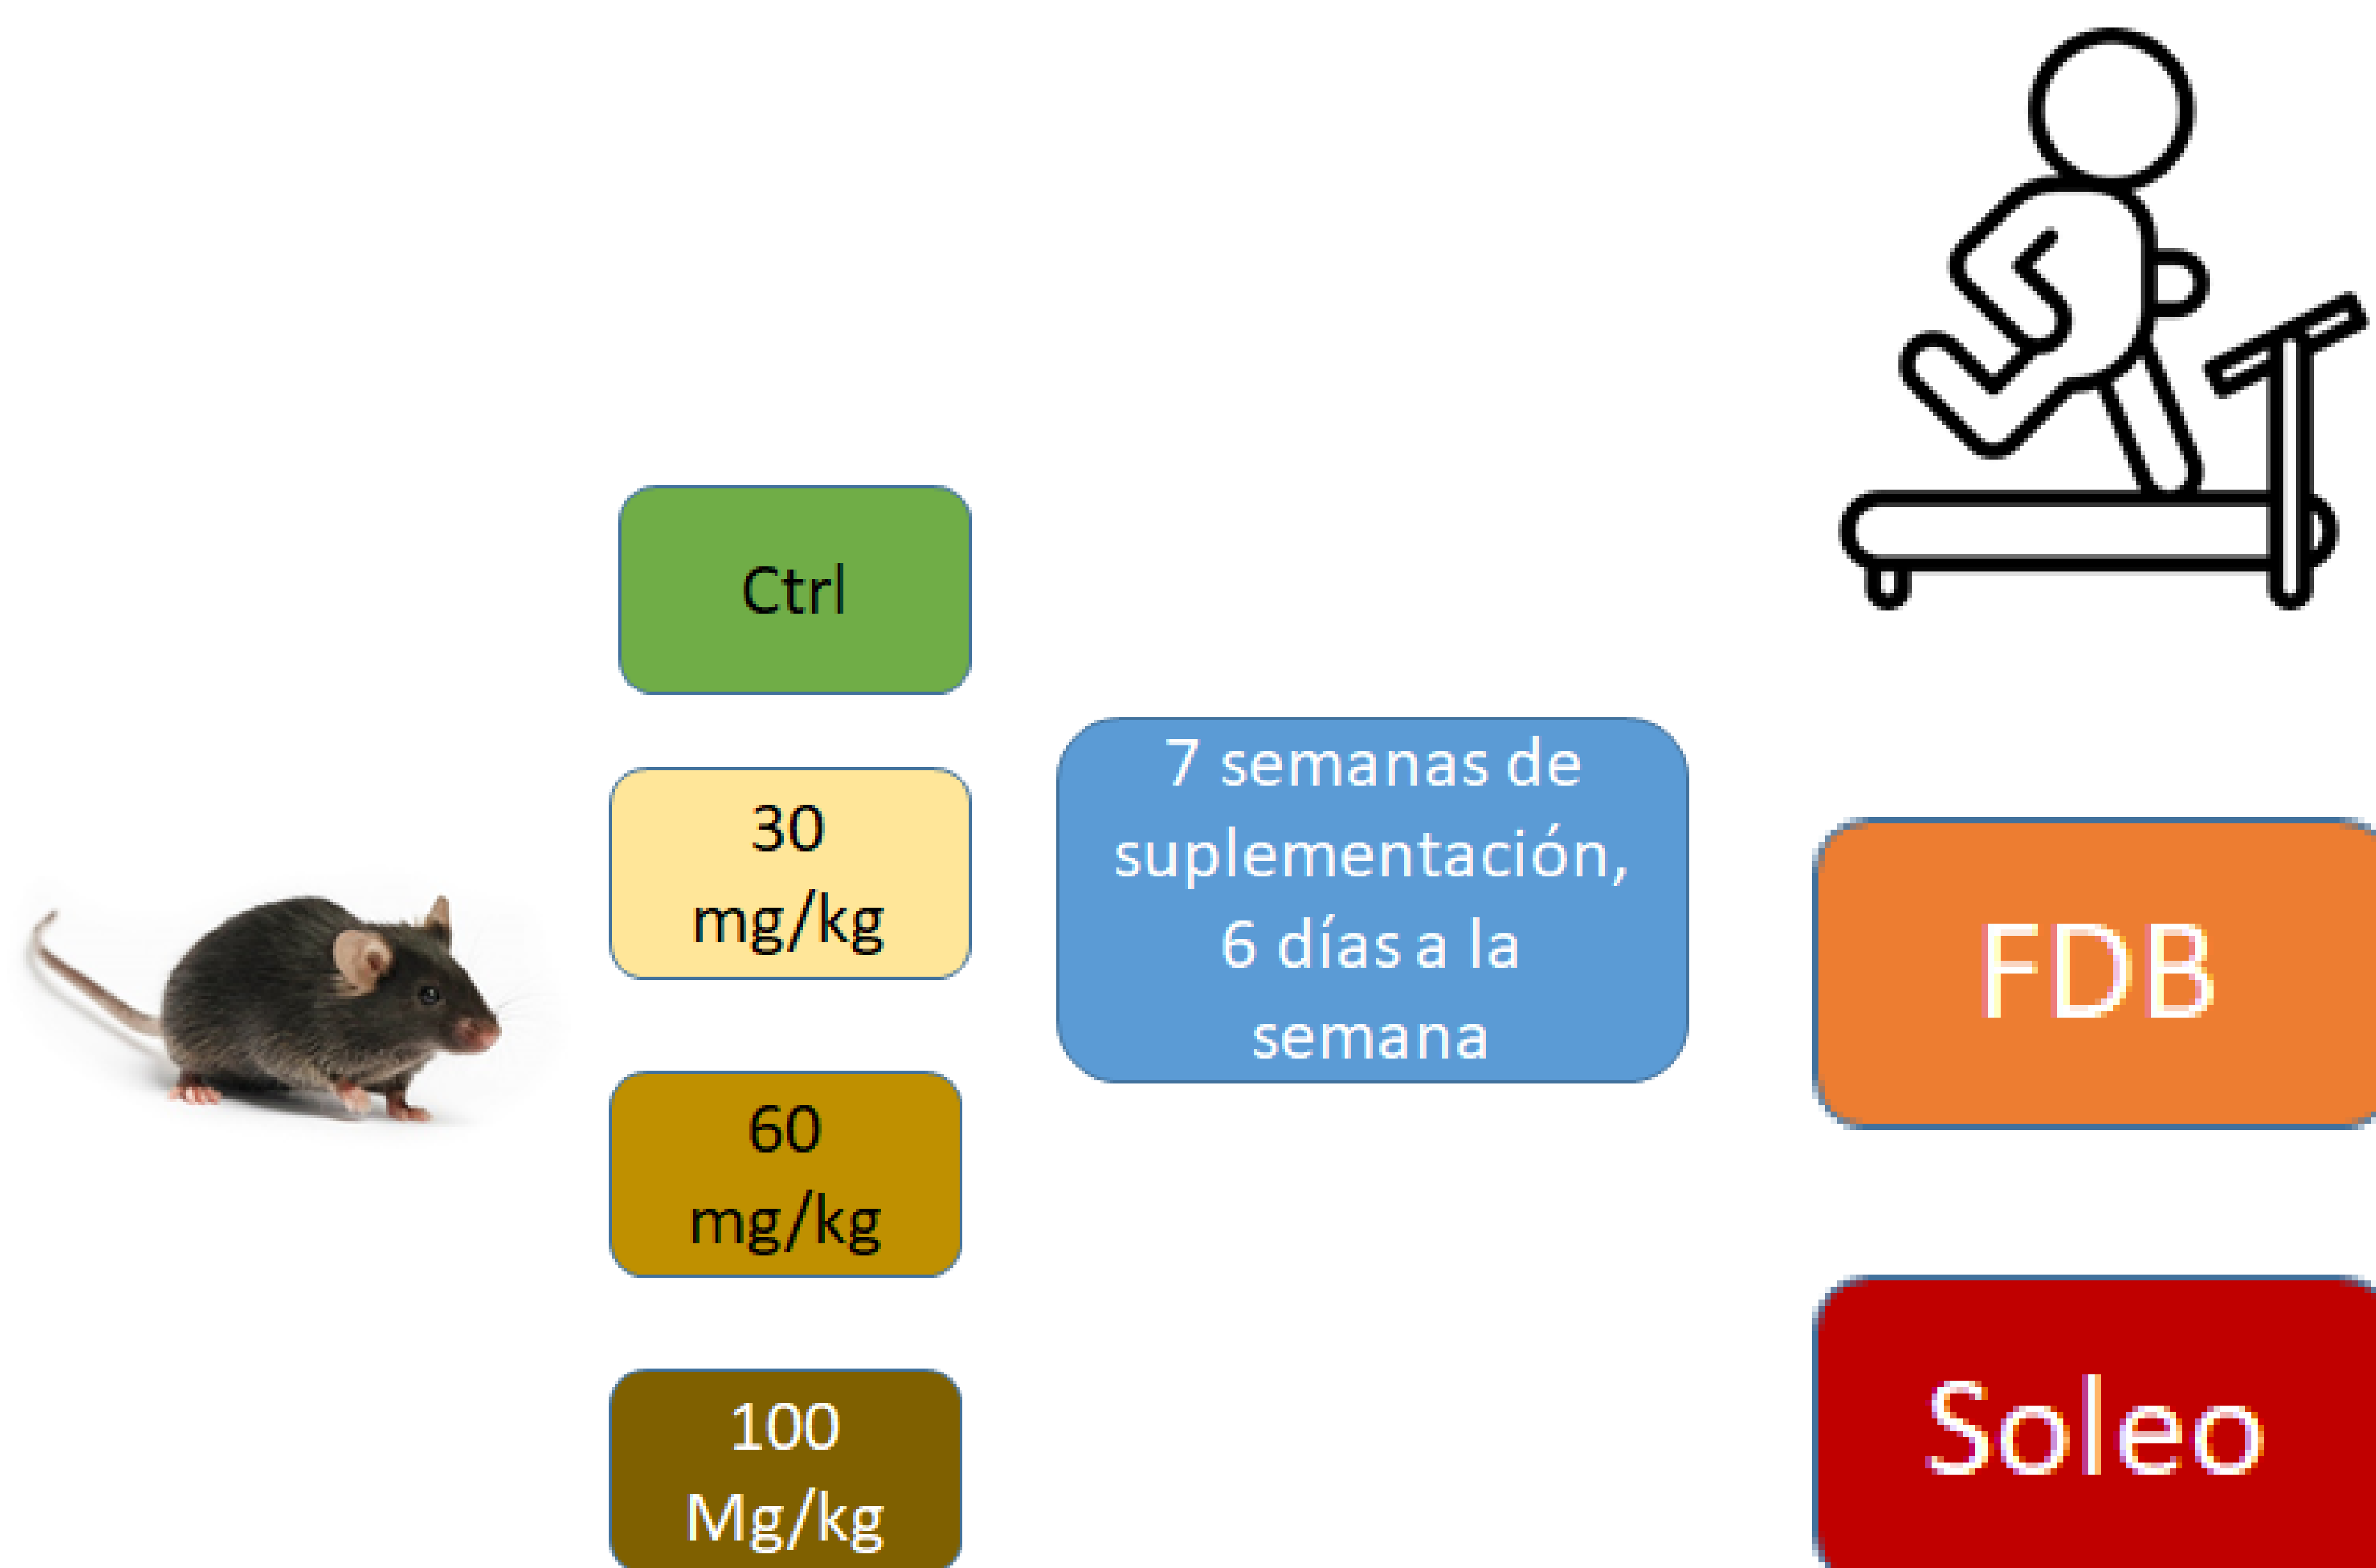 Ctrl
30
mg/kg
60
mg/kg
100
Mg/kg
7 semanas de
suplementación,
6 días a la
semana
FDB
Soleo